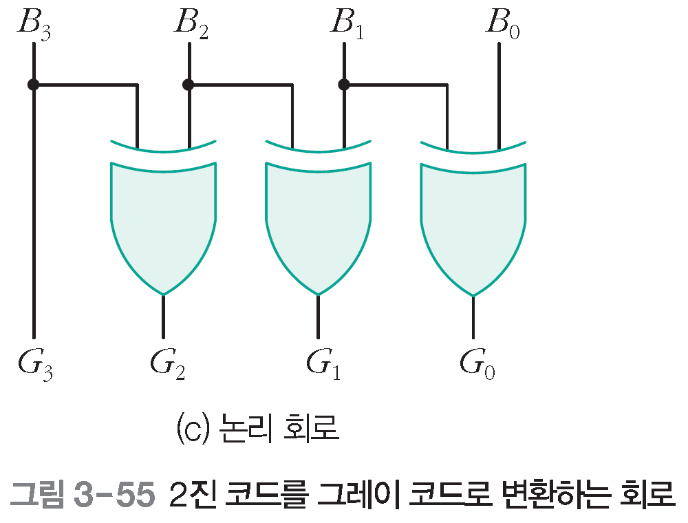 B₃ B₂ B₁ B₀
G₃ G₂ G₁ G₀
(c) 논리 회로
그림 3-55 2진 코드를 그레이 코드로 변환하는 회로